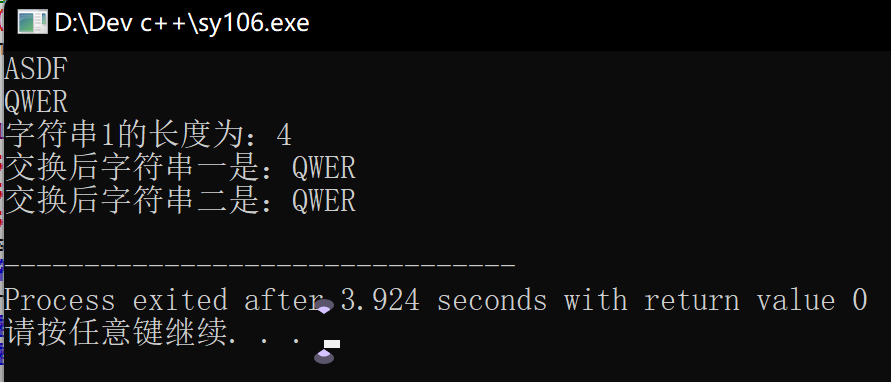 D:\Dev c++\sy106.exe
ASDF
QWER
字符串1的长度为：4
交换后字符串一是：QWER
交换后字符串二是：QWER
--------------------------------
Process exited after 3.924 seconds with return value 0
请按任意键继续. . .